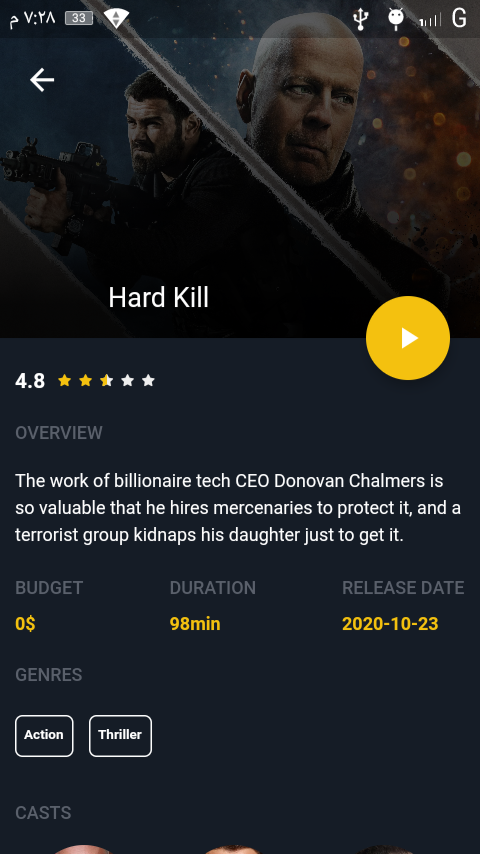 م ٧:٢٨
33
G
Hard Kill
4.8
OVERVIEW
The work of billionaire tech CEO Donovan Chalmers is
so valuable that he hires mercenaries to protect it, and a
terrorist group kidnaps his daughter just to get it.
BUDGET DURATION RELEASE DATE
0$ 98min 2020-10-23
GENRES
Action Thriller
CASTS